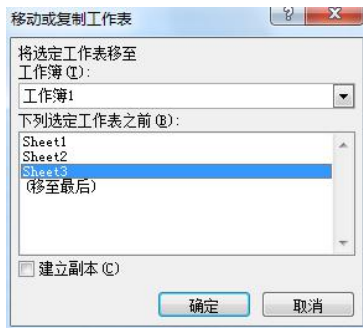 移动或复制工作表
将选定工作表移至
工作簿(T):
工作簿1
下列选定工作表之前(B):
Sheet1
Sheet2
Sheet3
(移至最后)
建立副本(C)
确定 取消